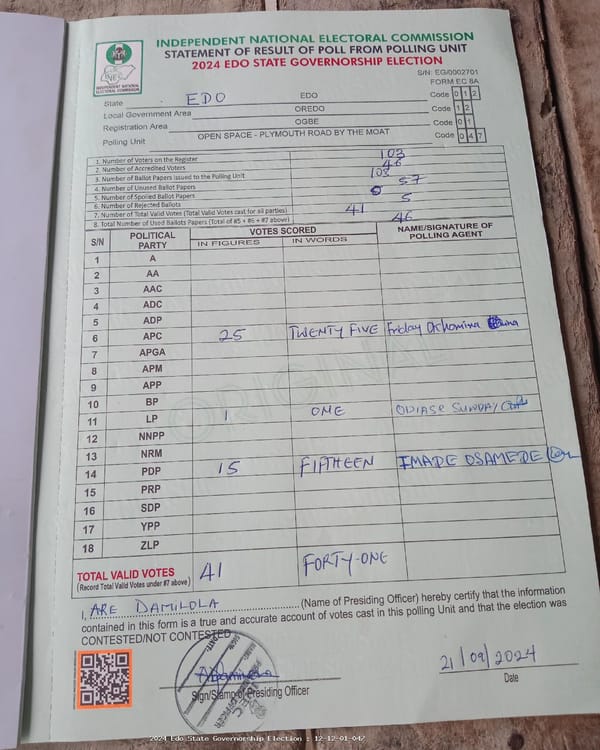 INDEPENDENT NATIONAL ELECTORAL COMMISSION
STATEMENT OF RESULT OF POLL FROM POLLING UNIT
2024 EDO STATE GOVERNORSHIP ELECTION
INDEPENDENT NATIONAL ELECTORAL COMMISSION
S/N: EG/0002701
FORM EC 8A
State EDO EDO Code 0 1 2
Local Government Area OREDO Code 1 2
Registration Area OGBE Code 0 1
Polling Unit OPEN SPACE - PLYMOUTH ROAD BY THE MOAT Code 0 4 7
1. Number of Voters on the Register 103
2. Number of Accredited Voters 46
3. Number of Ballot Papers Issued to the Polling Unit 103
4. Number of Unused Ballot Papers 57
5. Number of Spoiled Ballot Papers 0
6. Number of Rejected Ballots 5
7. Number of Total Valid Votes (Total Valid Votes cast for all parties) 41
8. Total Number of Used Ballots Papers (Total of #5 + #6 + #7 above) 46
S/N POLITICAL PARTY VOTES SCORED NAME/SIGNATURE OF POLLING AGENT
IN FIGURES IN WORDS
1 A
2 AA
3 AAC
4 ADC
5 ADP
6 APC 25 TWENTY FIVE Friday
7 APGA
8 APM
9 APP
10 BP
11 LP 1 ONE ODIASE SUNDAY
12 NNPP
13 NRM
14 PDP 15 FIFTHEEN IMADE OSAMEDE
15 PRP
16 SDP
17 YPP
18 ZLP
ORIGINAL
TOTAL VALID VOTES 41 FORTY-ONE
(Record Total Valid Votes under #7 above)
I, ARE DAMILOLA (Name of Presiding Officer) hereby certify that the information
contained in this form is a true and accurate account of votes cast in this polling Unit and that the election was
CONTESTED/NOT CONTESTED
21/09/2024
Sign/Stamp of Presiding Officer Date
2024 Edo State Governorship Election : 12-12-01-047